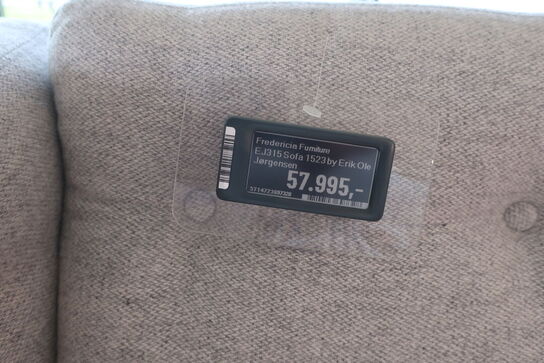 Fredericia Furniture
EJ315 Sofa 1523 by Erik Ole
Jørgensen
57.995,-